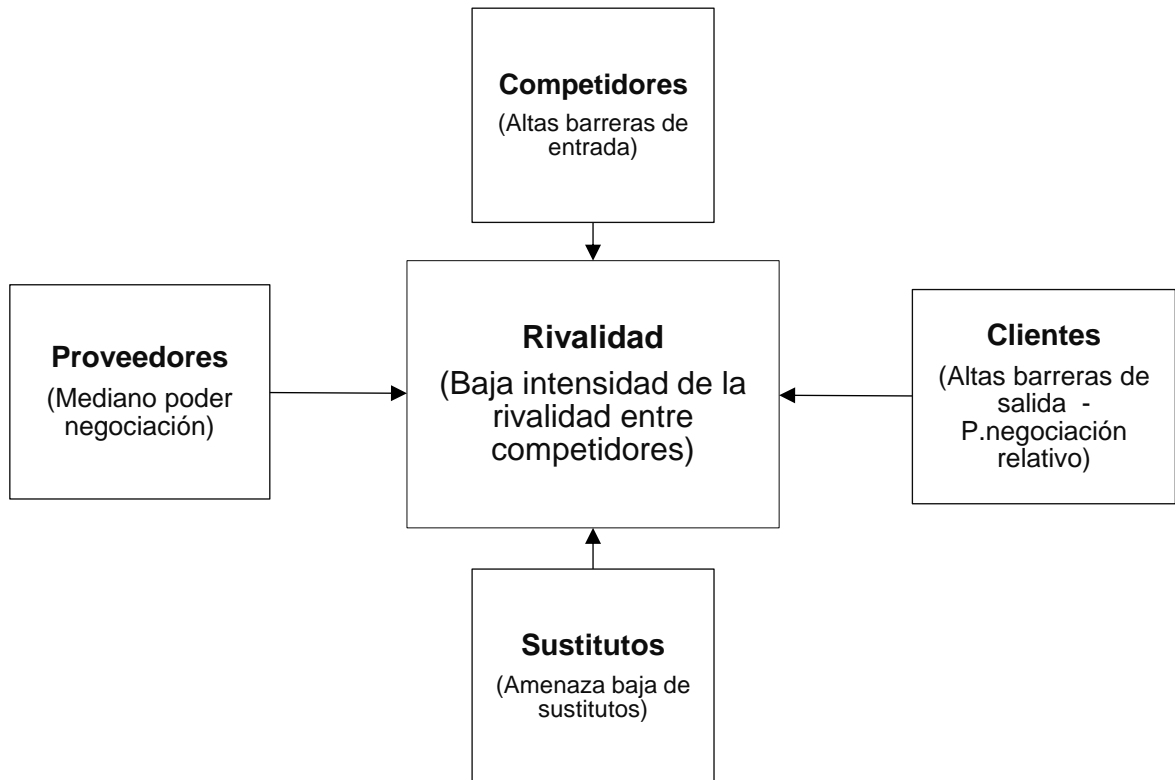 Competidores
(Altas barreras de
entrada)
Proveedores
(Mediano poder
negociación)
Rivalidad
(Baja intensidad de la
rivalidad entre
competidores)
Clientes
(Altas barreras de
salida -
P.negociación
relativo)
Sustitutos
(Amenaza baja de
sustitutos)